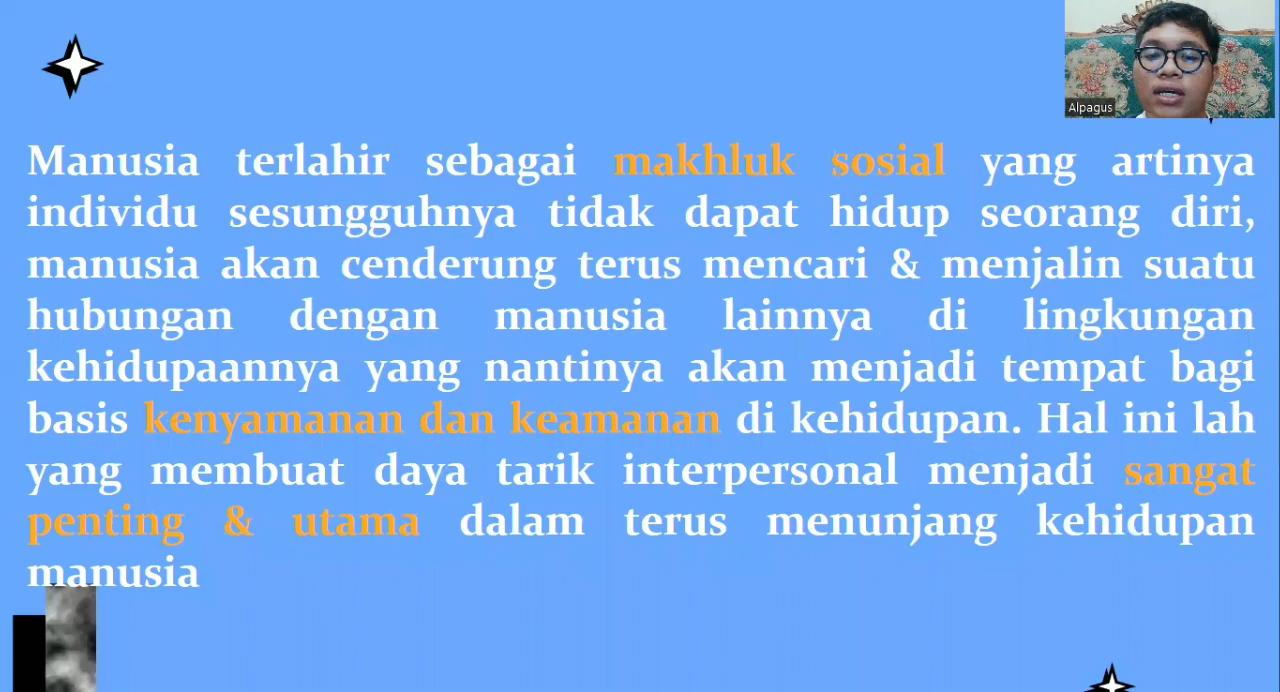 Alpagus
Manusia terlahir sebagai makhluk sosial yang artinya
individu sesungguhnya tidak dapat hidup seorang diri,
manusia akan cenderung terus mencari & menjalin suatu
hubungan dengan manusia lainnya di lingkungan
kehidupaannya yang nantinya akan menjadi tempat bagi
basis kenyamanan dan keamanan di kehidupan. Hal ini lah
yang membuat daya tarik interpersonal menjadi sangat
penting & utama dalam terus menunjang kehidupan
manusia